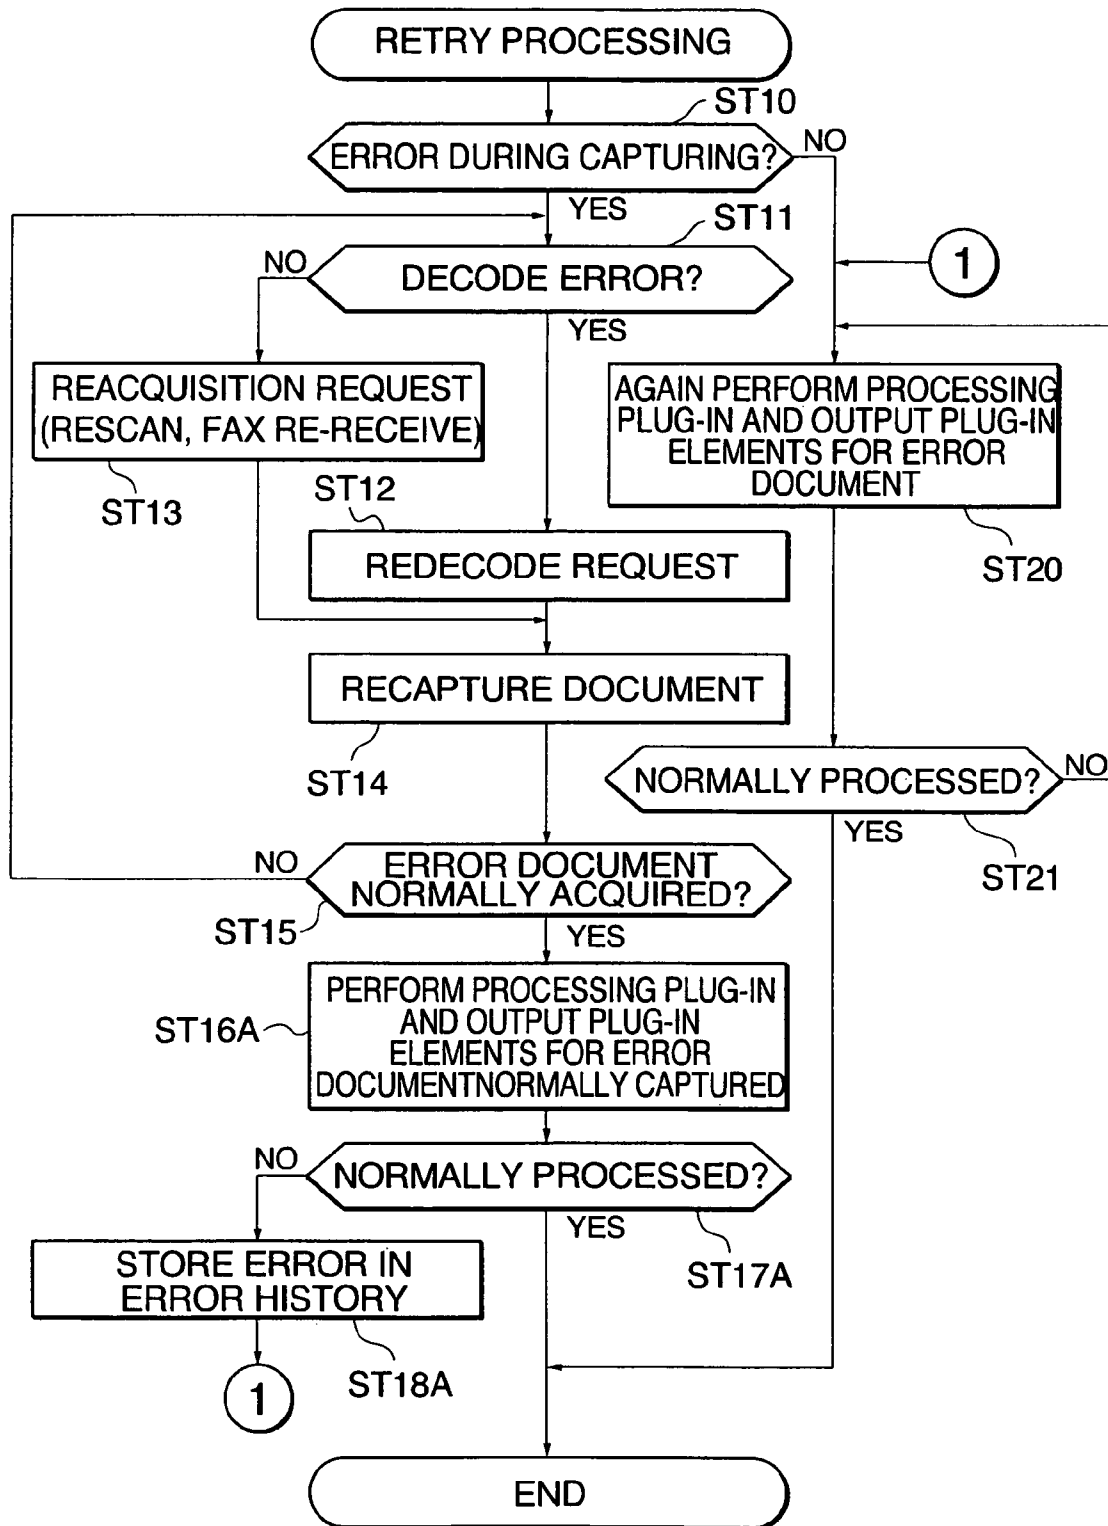 RETRY PROCESSING
ST10
ERROR DURING CAPTURING?
NO
YES
ST11
1
NO
DECODE ERROR?
YES
REACQUISITION REQUEST
(RESCAN, FAX RE-RECEIVE)
ST13
AGAIN PERFORM PROCESSING
PLUG-IN AND OUTPUT PLUG-IN
ELEMENTS FOR ERROR
DOCUMENT
ST20
ST12
REDECODE REQUEST
RECAPTURE DOCUMENT
ST14
NORMALLY PROCESSED?
NO
YES
ST21
NO
ERROR DOCUMENT
NORMALLY ACQUIRED?
ST15
YES
PERFORM PROCESSING PLUG-IN
AND OUTPUT PLUG-IN
ELEMENTS FOR ERROR
DOCUMENTNORMALLY CAPTURED
ST16A
NO
NORMALLY PROCESSED?
YES
ST17A
STORE ERROR IN
ERROR HISTORY
ST18A
1
END